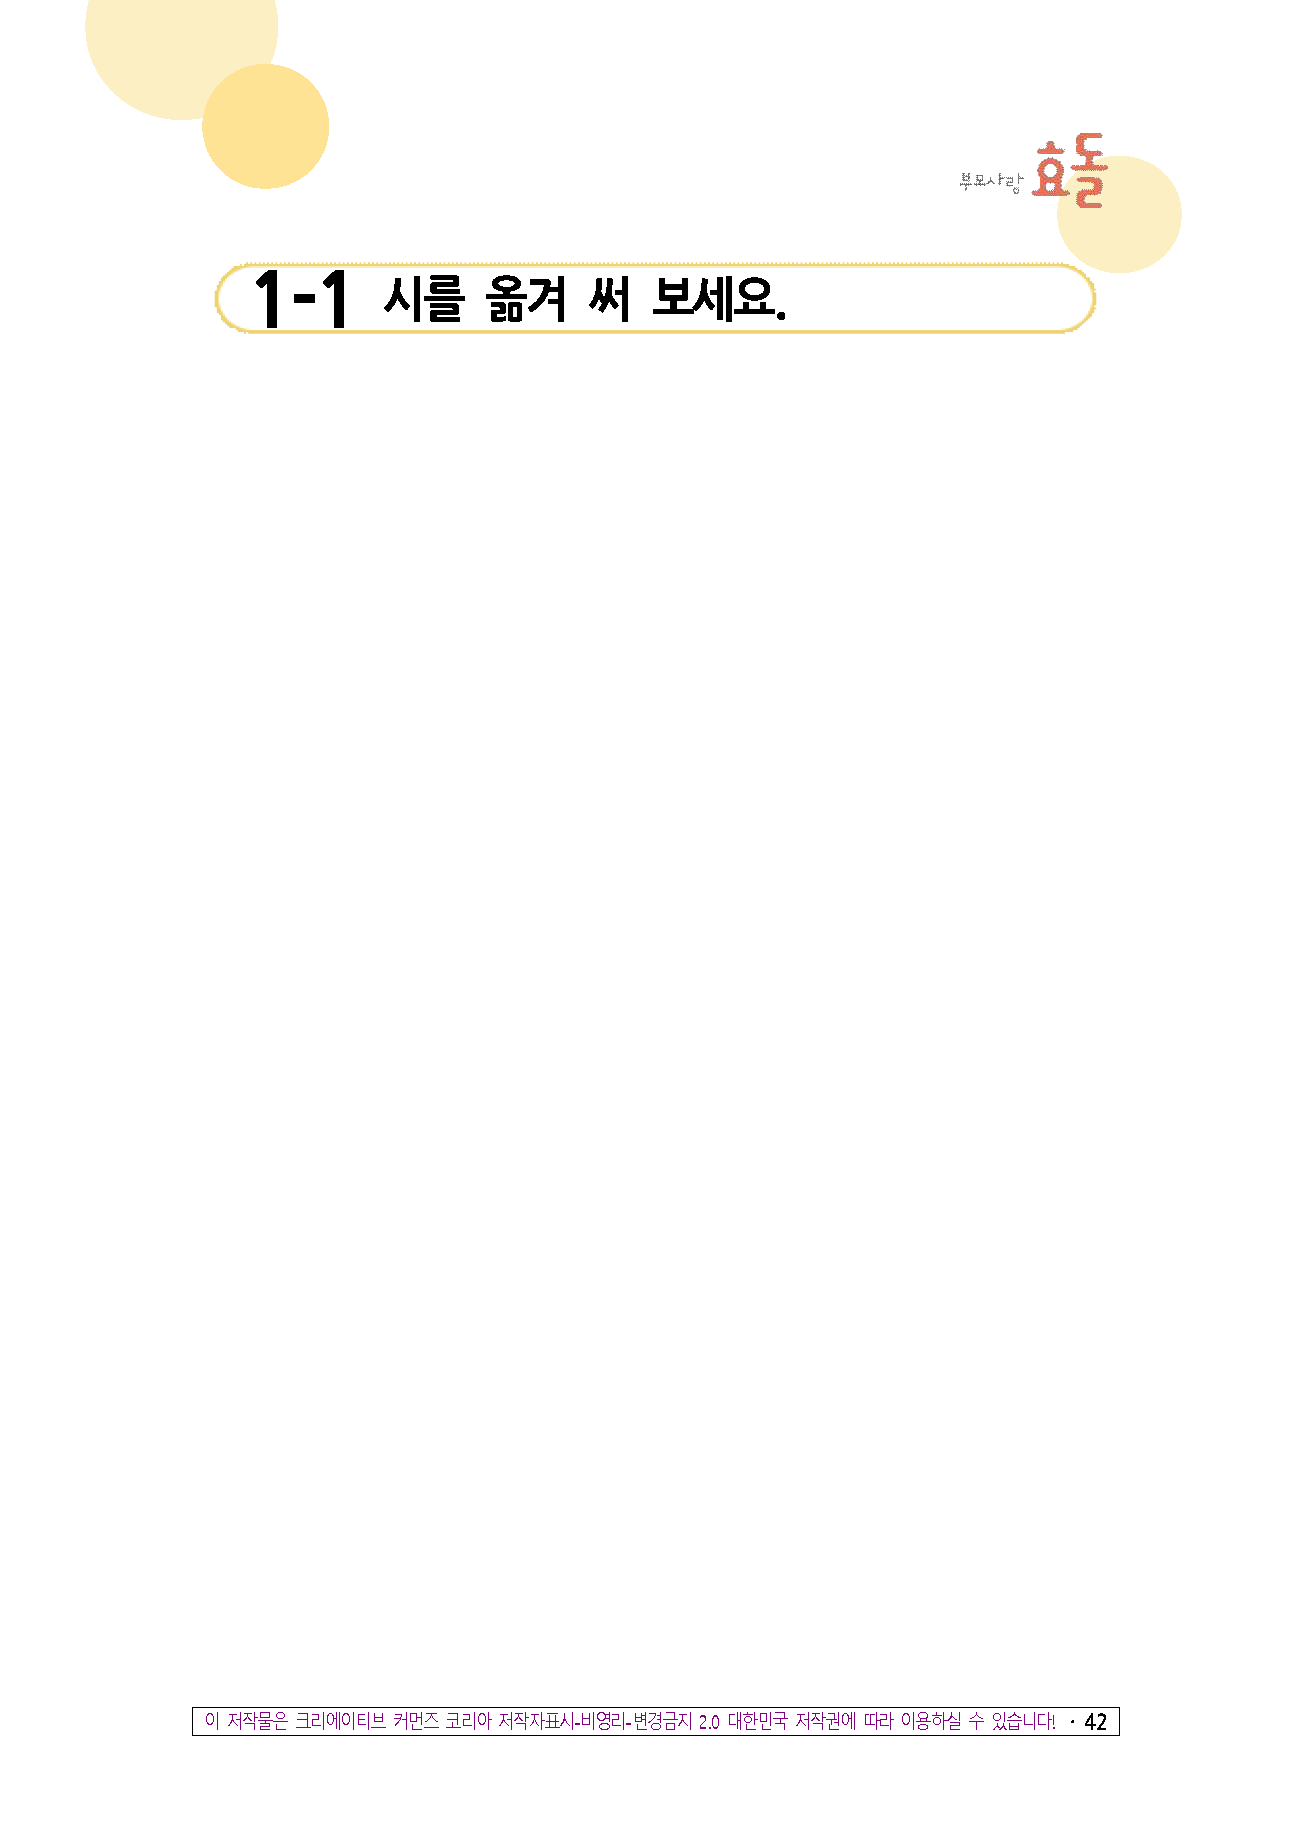 부모사랑 효돌
1-1 시를 옮겨 써 보세요.
이 저작물은 크리에이티브 커먼즈 코리아 저작자표시-비영리-변경금지 2.0 대한민국 저작권에 따라 이용하실 수 있습니다! · 42